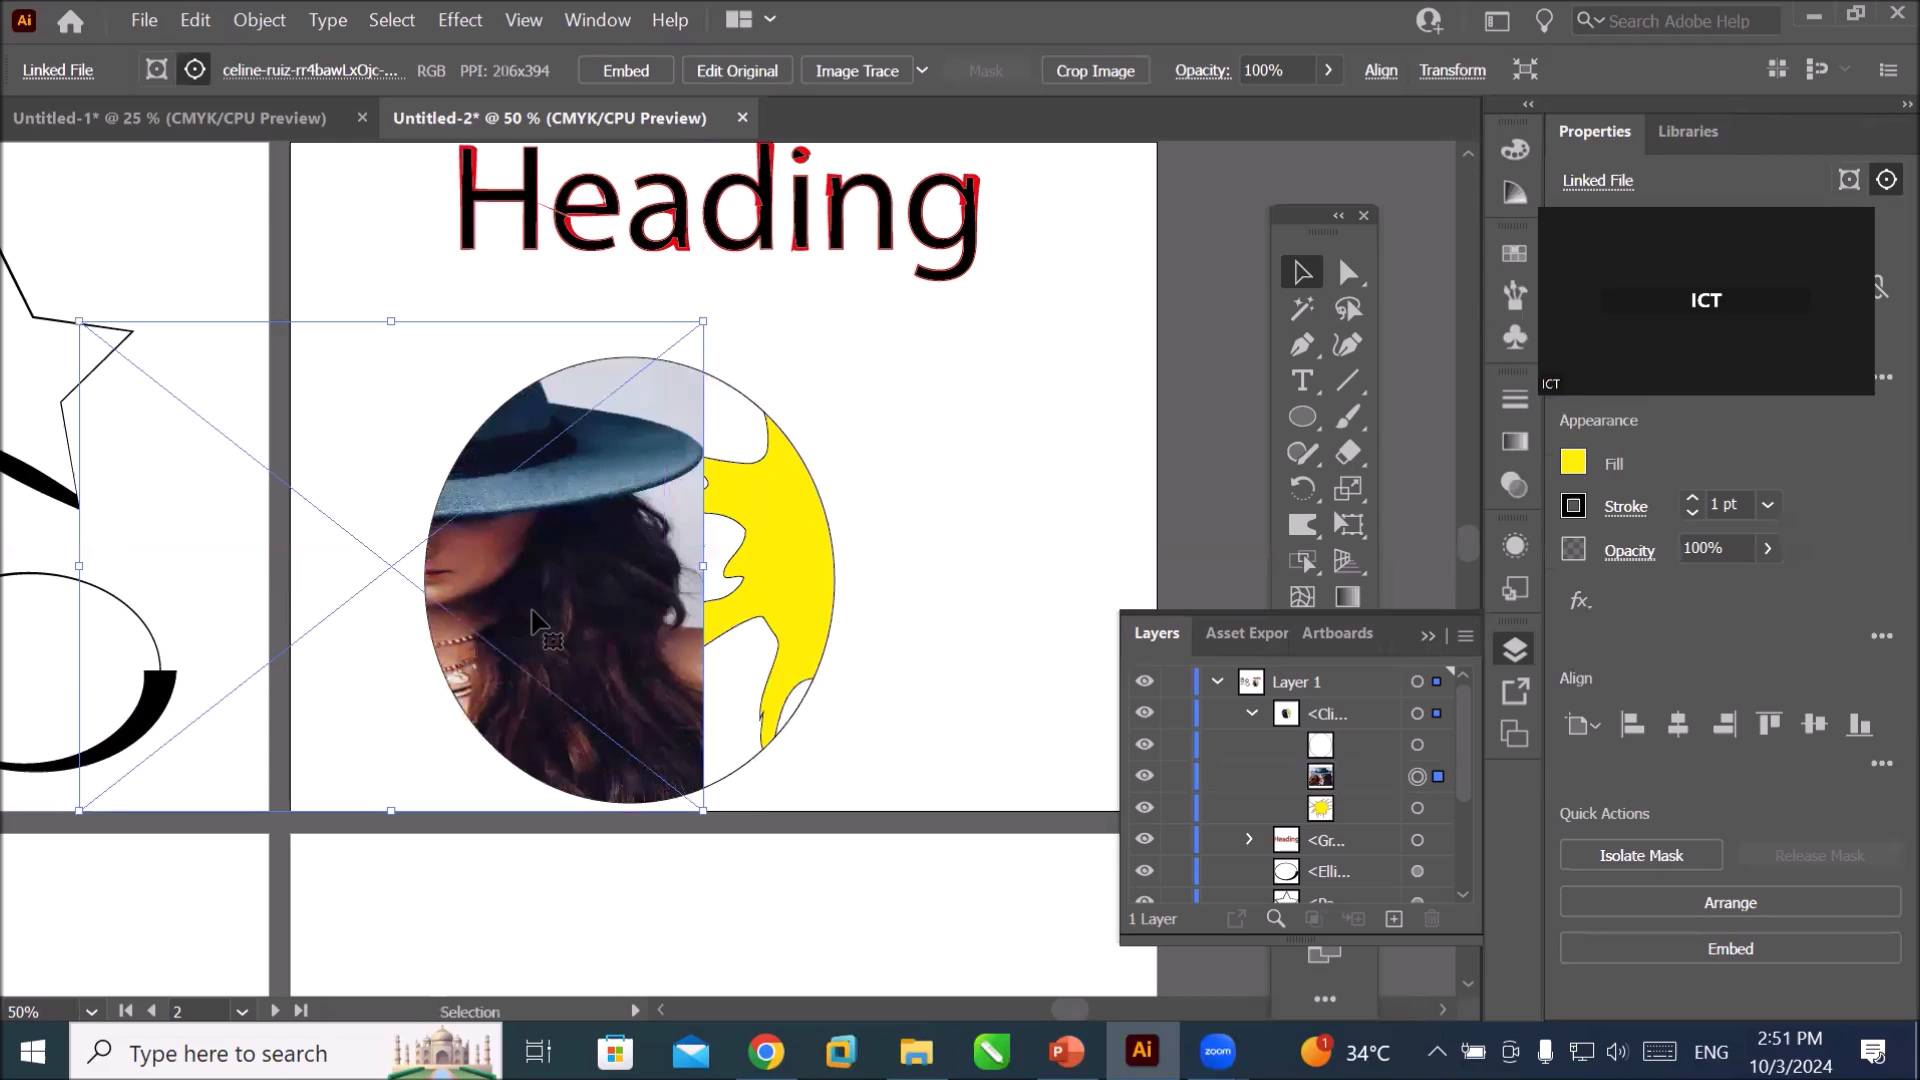 Ai File Edit Object Type Select Effect View Window Help Search Adobe Help
Linked File celine-ruiz-rr4bawLxOjc-... RGB PPI: 206x394 Embed Edit Original Image Trace Mask Crop Image Opacity: 100% Align Transform
Untitled-1* @ 25 % (CMYK/CPU Preview) Untitled-2* @ 50 % (CMYK/CPU Preview)
Properties Libraries
Linked File
Heading
ICT
ICT
Appearance
Fill
Stroke 1 pt
Opacity 100%
fx.
Layers Asset Expor Artboards
Layer 1
<Cli...
Heading <Gr...
<Elli...
1 Layer
Align
Quick Actions
Isolate Mask Release Mask
Arrange
Embed
50% 2 Selection
Type here to search Ai zoom 1 34°C ENG 2:51 PM
10/3/2024